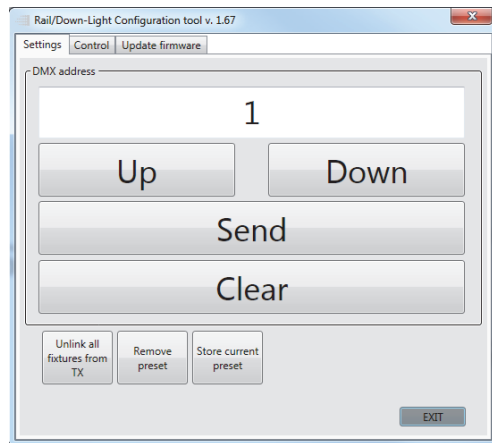 Rail/Down-Light Configuration tool v. 1.67
Settings Control Update firmware
DMX address
1
Up Down
Send
Clear
Unlink all
fixtures from
TX
Remove
preset
Store current
preset
EXIT